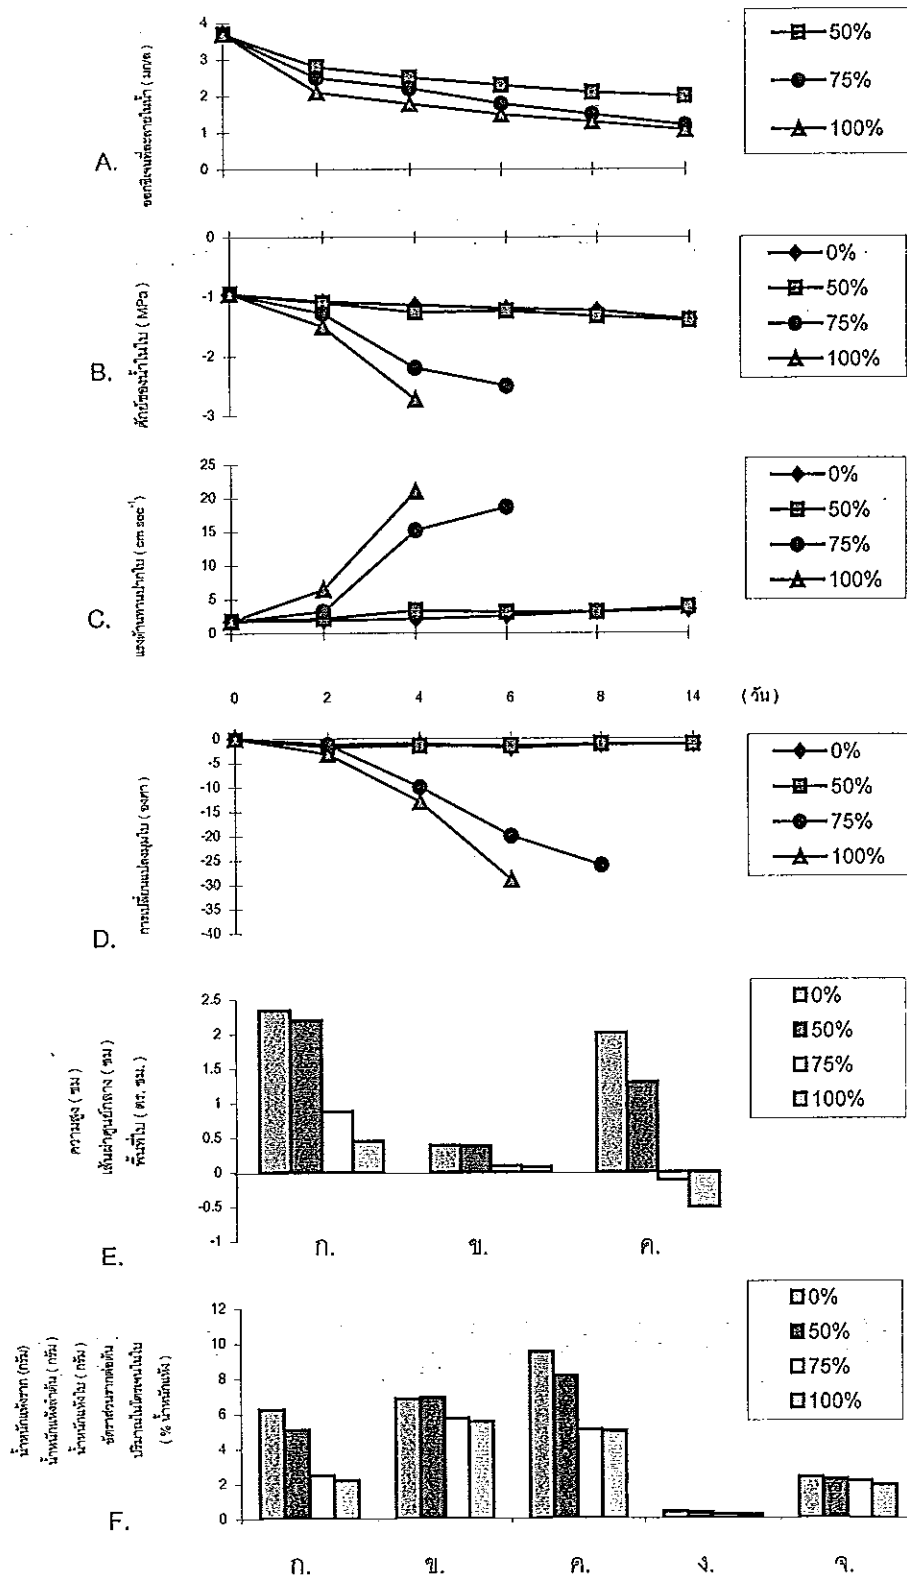 4
3
2
1
0
A.
ออกซิเจนที่ละลายในน้ำ ( มก/ล )
50%
75%
100%
0
-1
-2
-3
B.
ศักย์ของน้ำในใบ ( MPa )
0%
50%
75%
100%
25
20
15
10
5
0
C.
แรงต้านทานปากใบ ( cm sec⁻¹)
0%
50%
75%
100%
0 2 4 6 8 14 (วัน)
0
-5
-10
-15
-20
-25
-30
-35
-40
D.
การเปลี่ยนแปลงมุมใบ ( องศา )
0%
50%
75%
100%
2.5
2
1.5
1
0.5
0
-0.5
-1
E.
ความสูง ( ซม )
เส้นผ่าศูนย์กลาง ( ซม )
พื้นที่ใบ ( ตร. ซม. )
ก. ข. ค.
0%
50%
75%
100%
12
10
8
6
4
2
0
F.
น้ำหนักแห้งราก (กรัม)
น้ำหนักแห้งลำต้น ( กรัม )
น้ำหนักแห้งใบ ( กรัม )
อัตราส่วนรากต่อต้น
ปริมาณไนโตรเจนในใบ
( % น้ำหนักแห้ง )
ก. ข. ค. ง. จ.
0%
50%
75%
100%